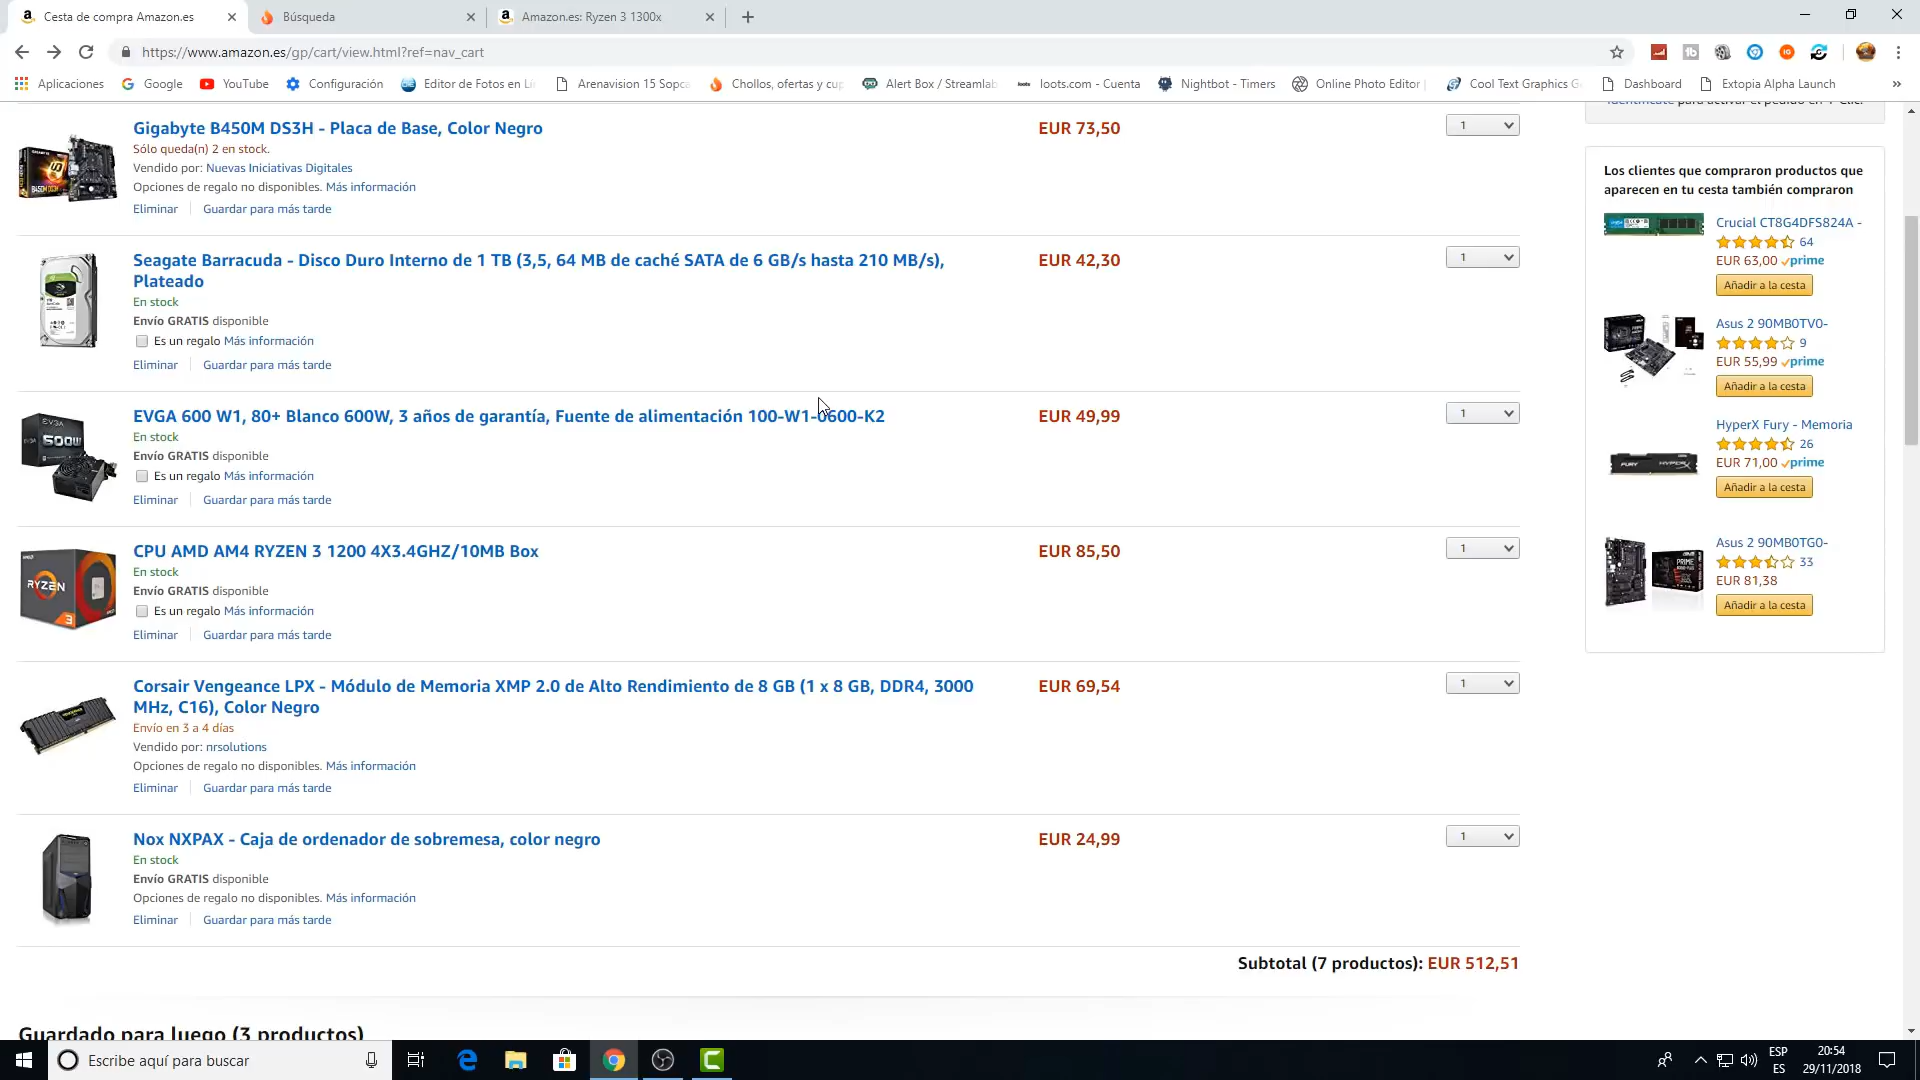 Cesta de compra Amazon.es
Búsqueda
Amazon.es: Ryzen 3 1300x
https://www.amazon.es/gp/cart/view.html?ref=nav_cart
Aplicaciones
Google
YouTube
Configuración
Editor de Fotos en Lí
Arenavision 15 Sopca
Chollos, ofertas y cup
Alert Box / Streamlab
loots.com - Cuenta
Nightbot - Timers
Online Photo Editor
Cool Text Graphics G
Dashboard
Extopia Alpha Launch
»
Gigabyte B450M DS3H - Placa de Base, Color Negro
EUR 73,50
1
Sólo queda(n) 2 en stock.
Vendido por: Nuevas Iniciativas Digitales
Opciones de regalo no disponibles. Más información
Eliminar
Guardar para más tarde
Seagate Barracuda - Disco Duro Interno de 1 TB (3,5, 64 MB de caché SATA de 6 GB/s hasta 210 MB/s),
Plateado
EUR 42,30
1
En stock
Envío GRATIS disponible
Es un regalo Más información
Eliminar
Guardar para más tarde
EVGA 600 W1, 80+ Blanco 600W, 3 años de garantía, Fuente de alimentación 100-W1-0600-K2
EUR 49,99
1
En stock
Envío GRATIS disponible
Es un regalo Más información
Eliminar
Guardar para más tarde
CPU AMD AM4 RYZEN 3 1200 4X3.4GHZ/10MB Box
EUR 85,50
1
En stock
Envío GRATIS disponible
Es un regalo Más información
Eliminar
Guardar para más tarde
Corsair Vengeance LPX - Módulo de Memoria XMP 2.0 de Alto Rendimiento de 8 GB (1 x 8 GB, DDR4, 3000
MHz, C16), Color Negro
EUR 69,54
1
Envío en 3 a 4 días
Vendido por: nrsolutions
Opciones de regalo no disponibles. Más información
Eliminar
Guardar para más tarde
Nox NXPAX - Caja de ordenador de sobremesa, color negro
EUR 24,99
1
En stock
Envío GRATIS disponible
Opciones de regalo no disponibles. Más información
Eliminar
Guardar para más tarde
Subtotal (7 productos): EUR 512,51
Guardado para luego (3 productos)
Identifícate para activar el pedido en 1-Clic.
Los clientes que compraron productos que
aparecen en tu cesta también compraron
Crucial CT8G4DFS824A -
64
EUR 63,00 prime
Añadir a la cesta
Asus 2 90MB0TV0-
9
EUR 55,99 prime
Añadir a la cesta
HyperX Fury - Memoria
26
EUR 71,00 prime
Añadir a la cesta
Asus 2 90MB0TG0-
33
EUR 81,38
Añadir a la cesta
Escribe aquí para buscar
ESP
ES
20:54
29/11/2018